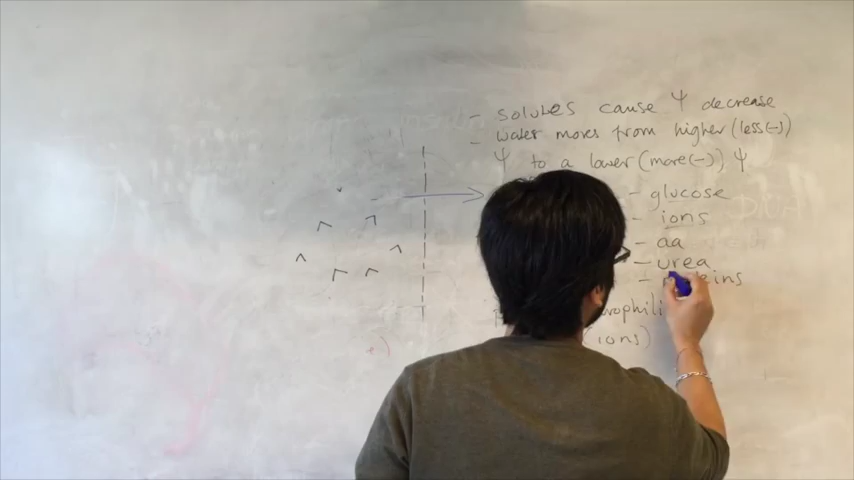 - solutes cause Ψ decrease
- water moves from higher (less(-))
Ψ to a lower (more(-)) Ψ
- glucose
- ions
- aa
- urea
(ions)